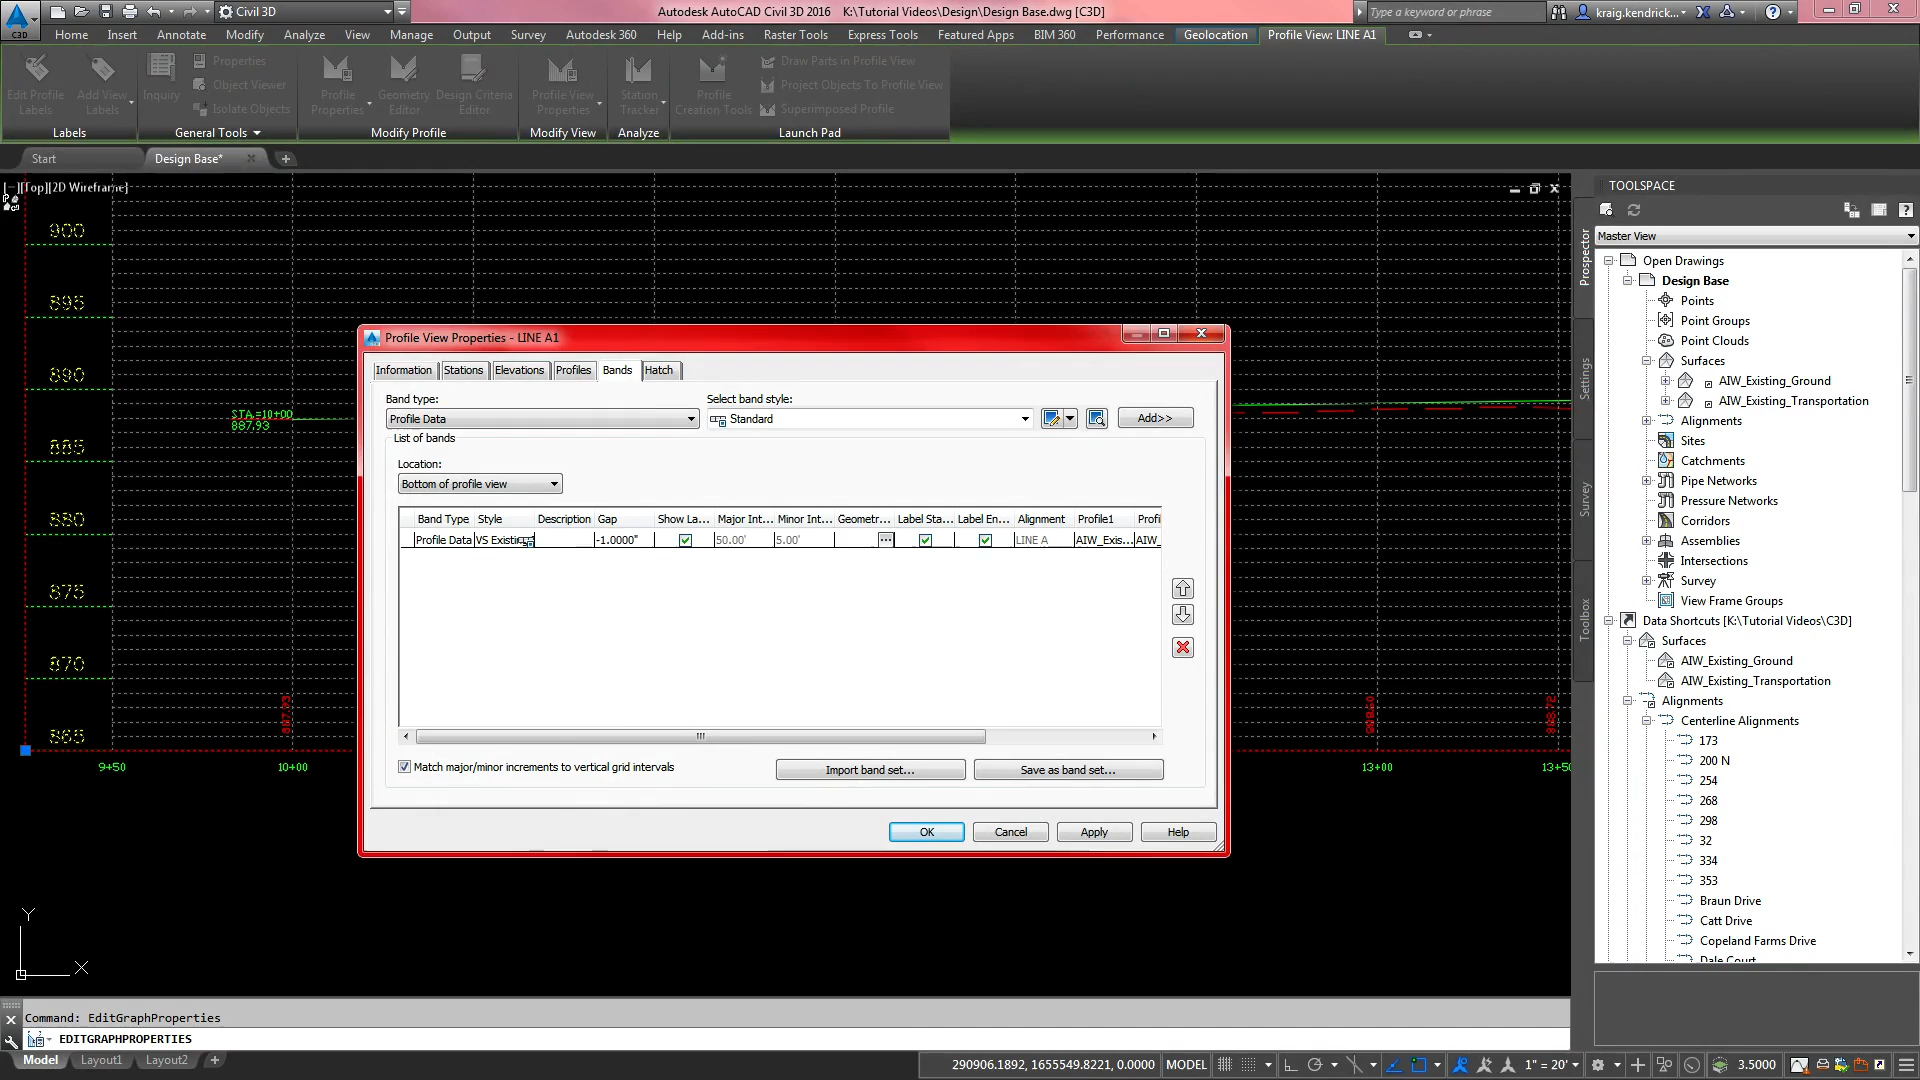 Civil 3D
Autodesk AutoCAD Civil 3D 2016 K:\Tutorial Videos\Design\Design Base.dwg [C3D]
Type a keyword or phrase
kraig.kendrick...
C3D
Home Insert Annotate Modify Analyze View Manage Output Survey Autodesk 360 Help Add-ins Raster Tools Express Tools Featured Apps BIM 360 Performance Geolocation Profile View: LINE A1
Edit Profile Labels
Add View Labels
Inquiry
Properties
Object Viewer
Isolate Objects
Profile Properties
Geometry Editor
Design Criteria Editor
Profile View Properties
Station Tracker
Profile Creation Tools
Draw Parts in Profile View
Project Objects To Profile View
Superimposed Profile
Labels General Tools Modify Profile Modify View Analyze Launch Pad
Start Design Base*
[−][Top][2D Wireframe]
900
895
890
885
880
875
870
865
STA.=10+00
887.93
887.93
9+50 10+00 13+00 13+50
Profile View Properties - LINE A1
Information Stations Elevations Profiles Bands Hatch
Band type: Select band style:
Profile Data Standard Add>>
List of bands
Location:
Bottom of profile view
Band Type Style Description Gap Show La... Major Int... Minor Int... Geometr... Label Sta... Label En... Alignment Profile1 Profi
Profile Data VS Existin -1.0000" 50.00' 5.00' ... LINE A AIW_Exis... AIW_
Match major/minor increments to vertical grid intervals
Import band set... Save as band set...
OK Cancel Apply Help
TOOLSPACE
Master View
Prospector
Settings
Survey
Toolbox
Open Drawings
Design Base
Points
Point Groups
Point Clouds
Surfaces
AIW_Existing_Ground
AIW_Existing_Transportation
Alignments
Sites
Catchments
Pipe Networks
Pressure Networks
Corridors
Assemblies
Intersections
Survey
View Frame Groups
Data Shortcuts [K:\Tutorial Videos\C3D]
Surfaces
AIW_Existing_Ground
AIW_Existing_Transportation
Alignments
Centerline Alignments
173
200 N
254
268
298
32
334
353
Braun Drive
Catt Drive
Copeland Farms Drive
Dale Court
Y
X
Command: EditGraphProperties
EDITGRAPHPROPERTIES
Model Layout1 Layout2 +
290906.1892, 1655549.8221, 0.0000 MODEL 1" = 20' 3.5000